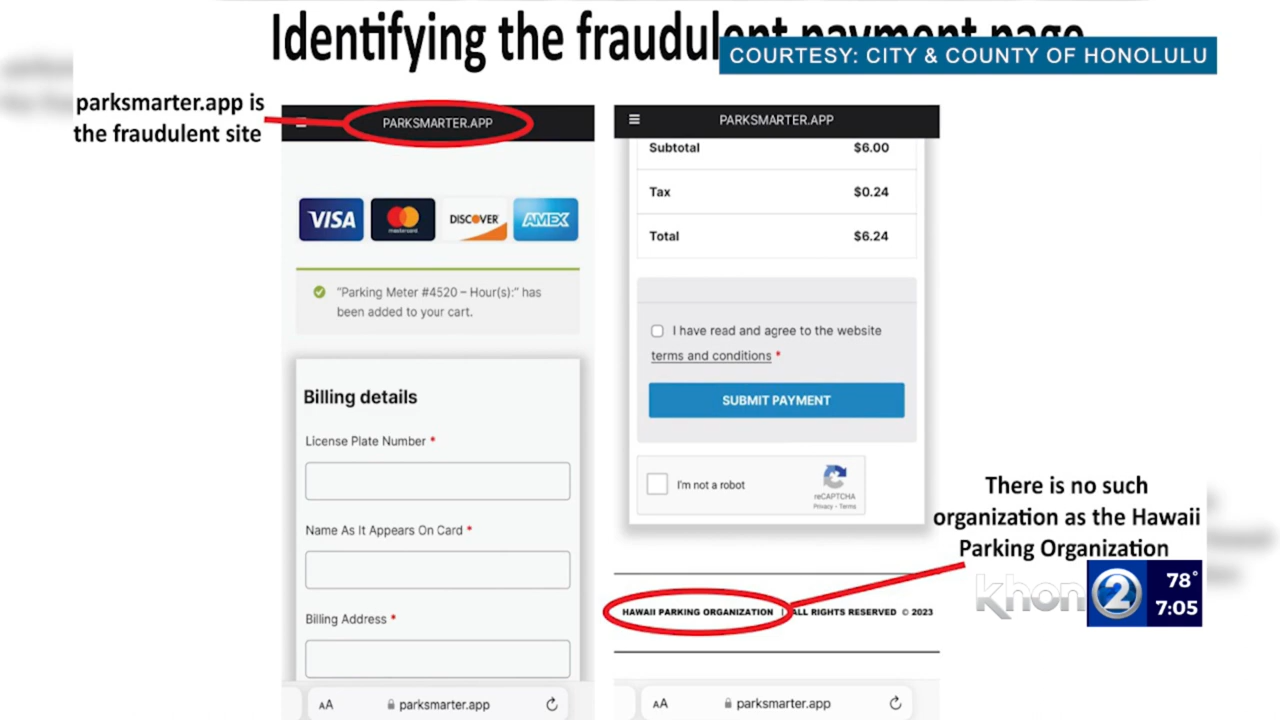 Identifying the fraudulent payment page
COURTESY: CITY & COUNTY OF HONOLULU
parksmarter.app is
the fraudulent site
PARKSMARTER.APP
VISA
mastercard
DISCOVER
AMEX
"Parking Meter #4520 – Hour(s):" has
been added to your cart.
Billing details
License Plate Number *
Name As It Appears On Card *
Billing Address *
AA parksmarter.app
PARKSMARTER.APP
Subtotal $6.00
Tax $0.24
Total $6.24
I have read and agree to the website
terms and conditions *
SUBMIT PAYMENT
I'm not a robot
reCAPTCHA
Privacy - Terms
There is no such
organization as the Hawaii
Parking Organization
HAWAII PARKING ORGANIZATION | ALL RIGHTS RESERVED © 2023
AA parksmarter.app
khon 2
78°
7:05